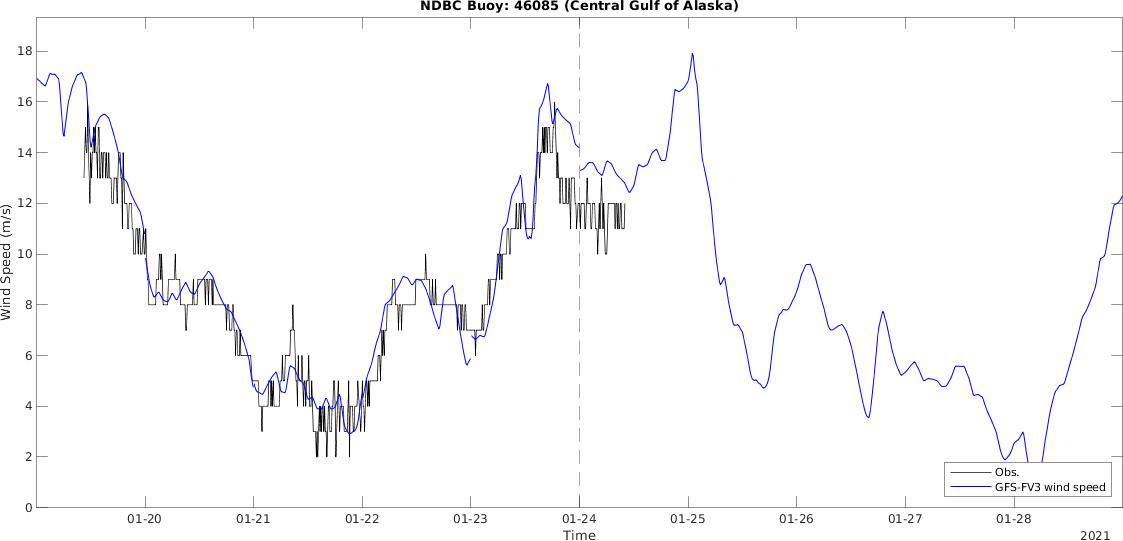 NDBC Buoy: 46085 (Central Gulf of Alaska)
18
16
14
12
10
8
6
4
2
0
Wind Speed (m/s)
Obs.
GFS-FV3 wind speed
01-20 01-21 01-22 01-23 01-24 01-25 01-26 01-27 01-28
Time
2021